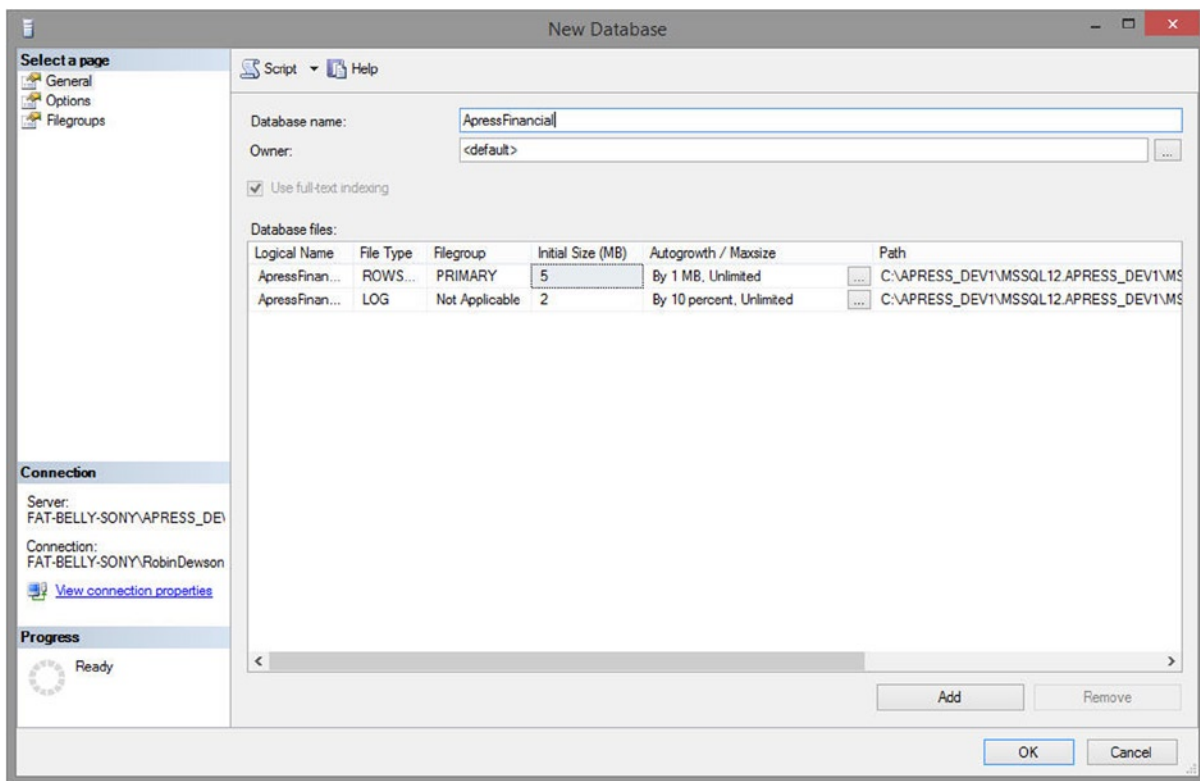 New Database
Select a page
General
Options
Filegroups
Script Help
Database name: ApressFinancial
Owner: <default>
...
Use full-text indexing
Database files:
Logical Name File Type Filegroup Initial Size (MB) Autogrowth / Maxsize Path
ApressFinan... ROWS... PRIMARY 5 By 1 MB, Unlimited ... C:\APRESS_DEV1\MSSQL12.APRESS_DEV1\MS
ApressFinan... LOG Not Applicable 2 By 10 percent, Unlimited ... C:\APRESS_DEV1\MSSQL12.APRESS_DEV1\MS
Connection
Server:
FAT-BELLY-SONY\APRESS_DEV
Connection:
FAT-BELLY-SONY\RobinDewson
View connection properties
Progress
Ready
Add Remove
OK Cancel